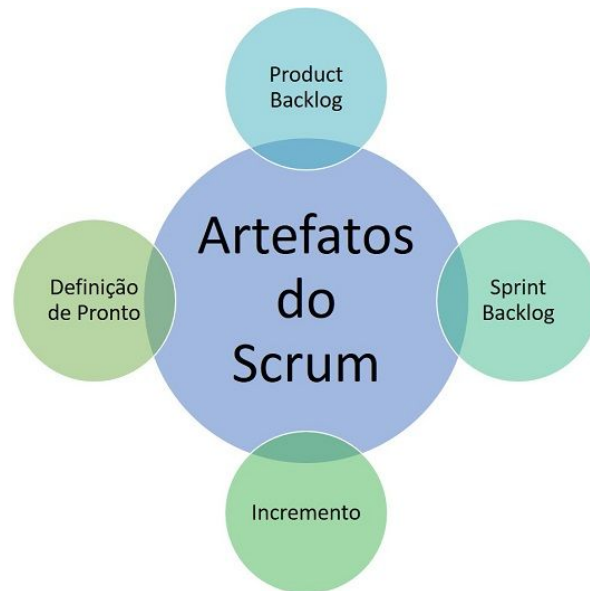 Product
Backlog
Artefatos
do
Scrum
Definição
de Pronto
Sprint
Backlog
Incremento